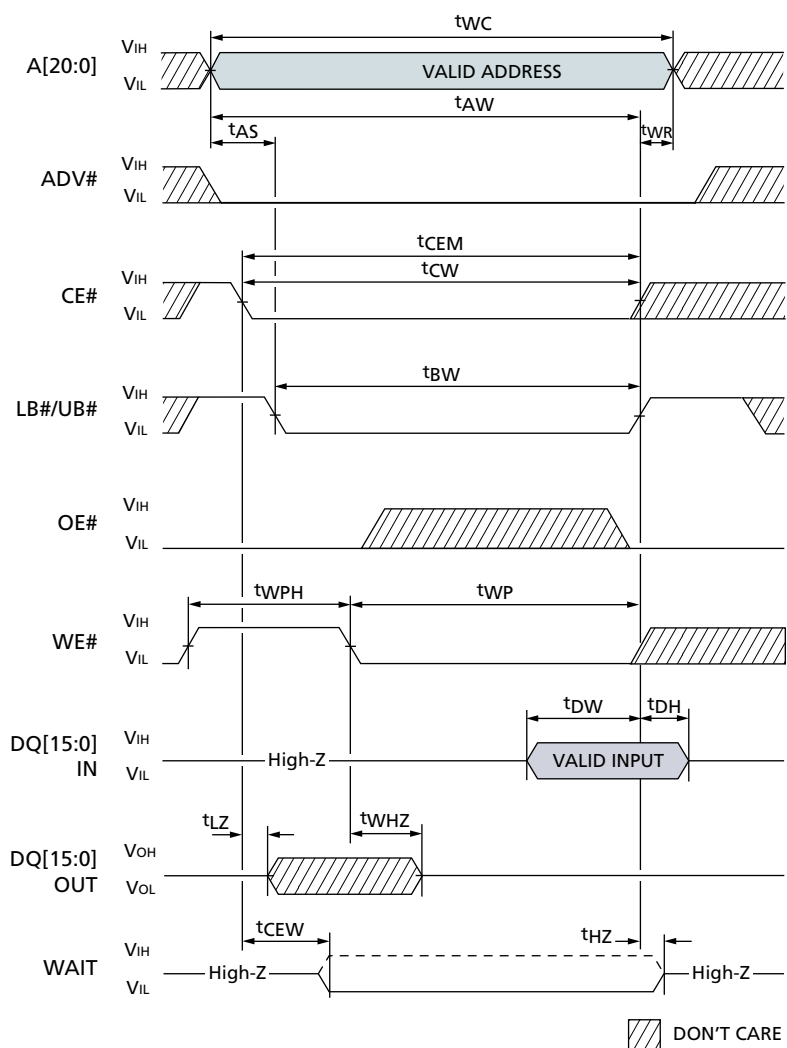 tWC
A[20:0] VIH VIL VALID ADDRESS
tAW
tAS tWR
ADV# VIH VIL
tCEM
tCW
CE# VIH VIL
tBW
LB#/UB# VIH VIL
OE# VIH VIL
tWPH tWP
WE# VIH VIL
tDW tDH
DQ[15:0] IN VIH VIL High-Z VALID INPUT
tLZ tWHZ
DQ[15:0] OUT VOH VOL
tCEW tHZ
WAIT VIH VIL High-Z High-Z
DON'T CARE